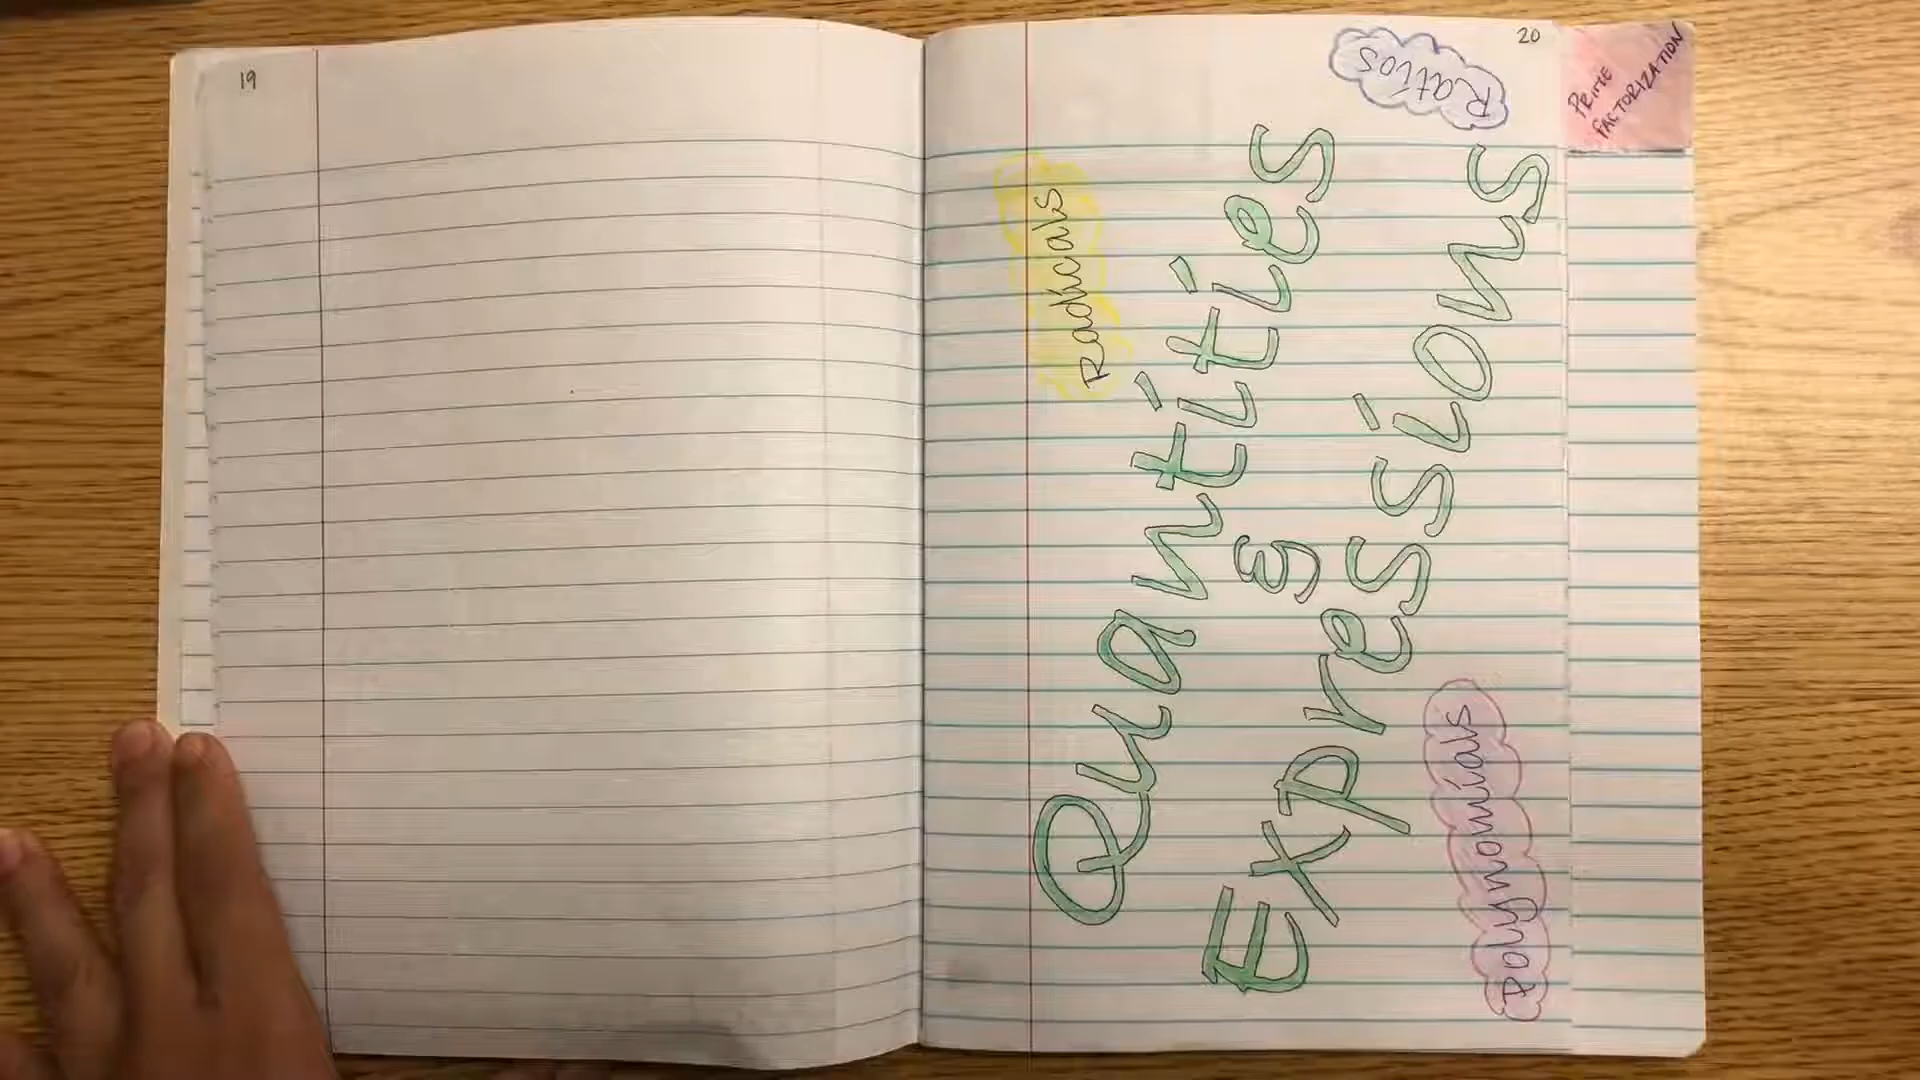 19
20
PRIME
FACTORIZATION
Ratios
Radicals
Quantities
&
Expressions
Polynomials